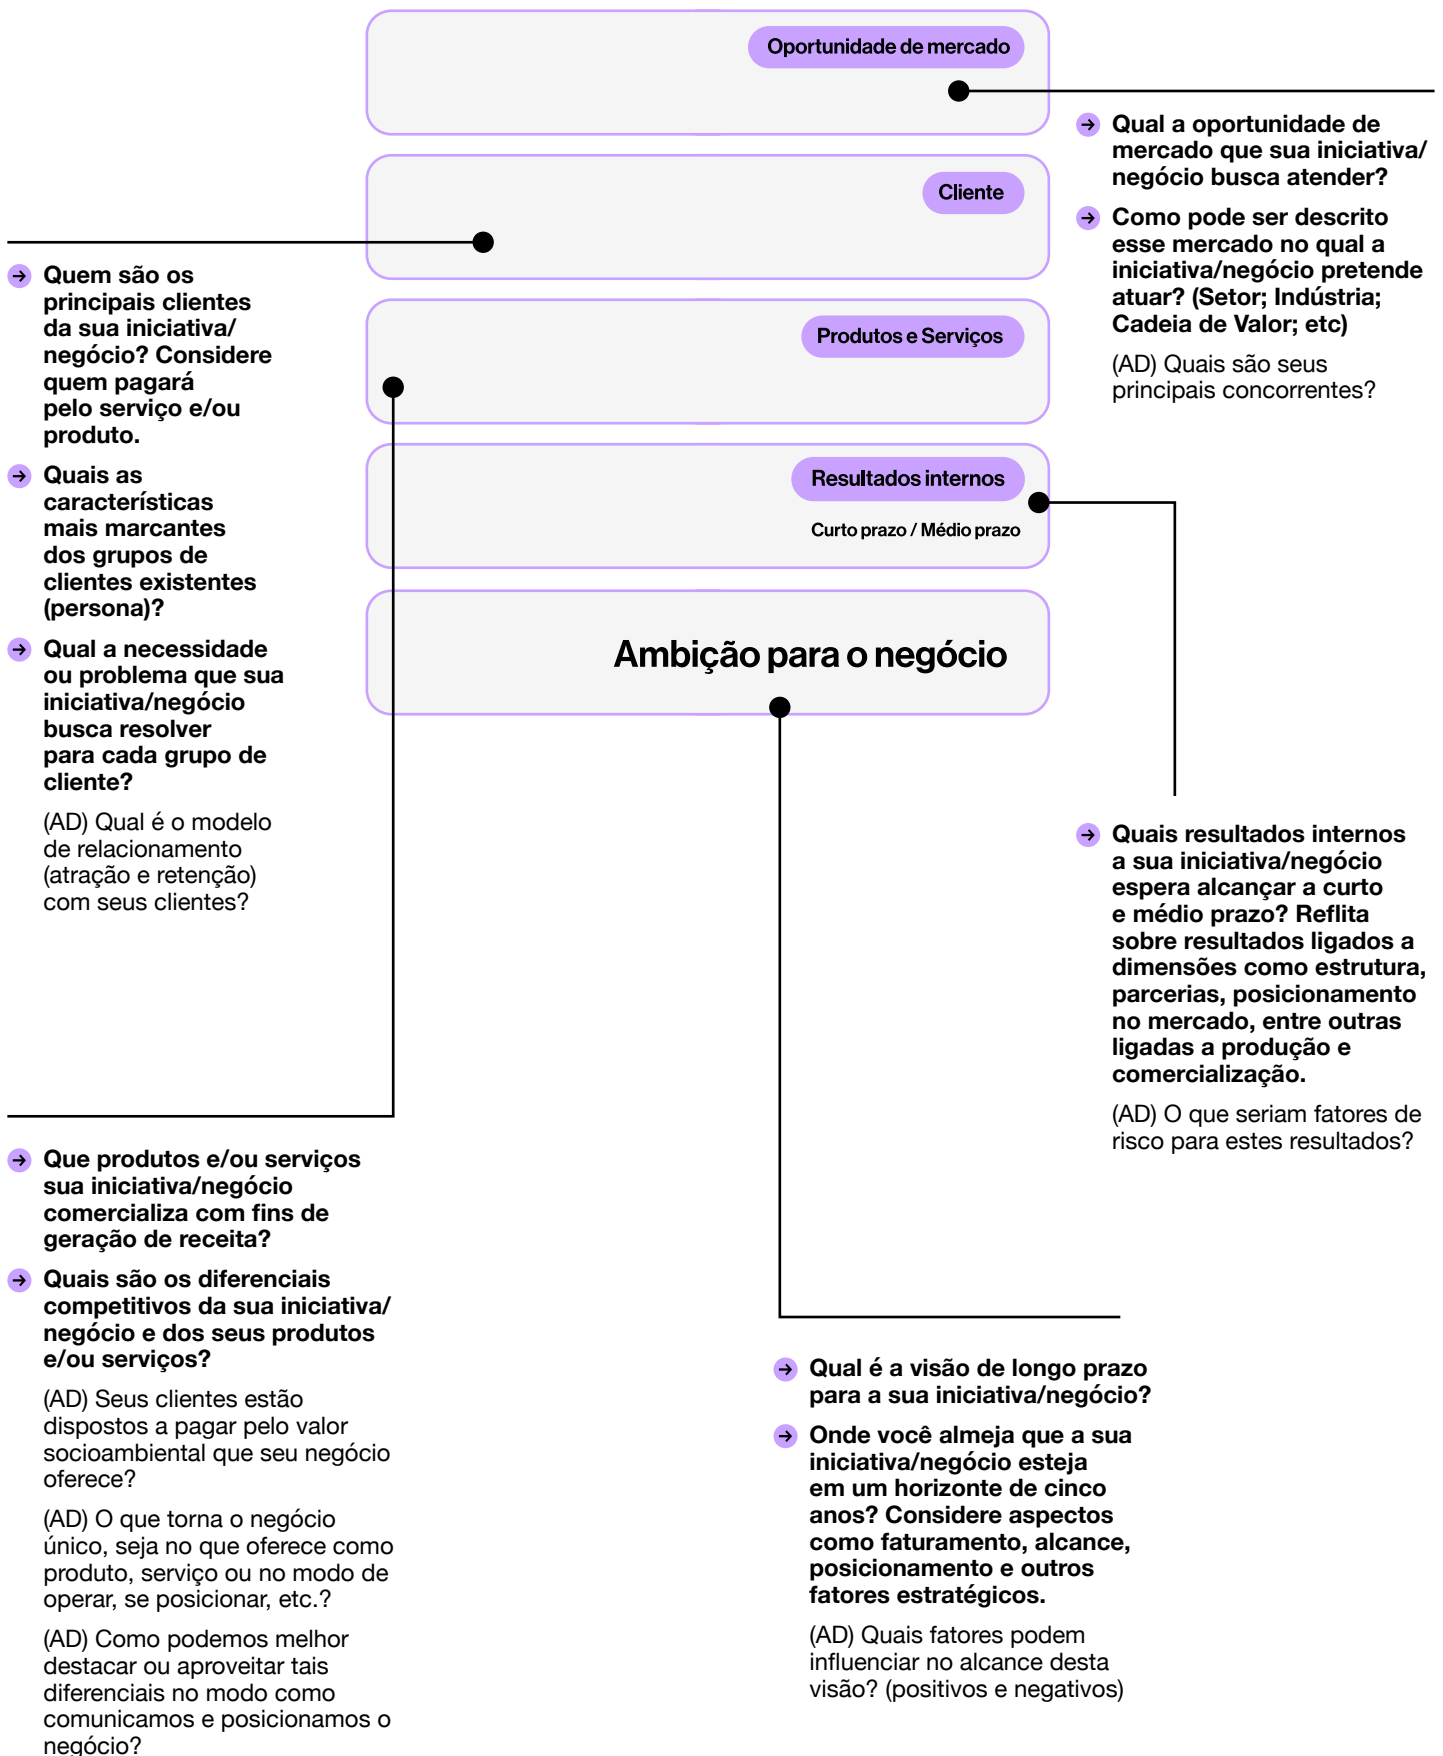 Oportunidade de mercado
Cliente
Produtos e Serviços
Resultados internos
Curto prazo / Médio prazo
Ambição para o negócio
Qual a oportunidade de
mercado que sua iniciativa/
negócio busca atender?
Como pode ser descrito
esse mercado no qual a
iniciativa/negócio pretende
atuar? (Setor; Indústria;
Cadeia de Valor; etc)
(AD) Quais são seus
principais concorrentes?
Quem são os
principais clientes
da sua iniciativa/
negócio? Considere
quem pagará
pelo serviço e/ou
produto.
Quais as
características
mais marcantes
dos grupos de
clientes existentes
(persona)?
Qual a necessidade
ou problema que sua
iniciativa/negócio
busca resolver
para cada grupo de
cliente?
(AD) Qual é o modelo
de relacionamento
(atração e retenção)
com seus clientes?
Quais resultados internos
a sua iniciativa/negócio
espera alcançar a curto
e médio prazo? Reflita
sobre resultados ligados a
dimensões como estrutura,
parcerias, posicionamento
no mercado, entre outras
ligadas a produção e
comercialização.
(AD) O que seriam fatores de
risco para estes resultados?
Que produtos e/ou serviços
sua iniciativa/negócio
comercializa com fins de
geração de receita?
Quais são os diferenciais
competitivos da sua iniciativa/
negócio e dos seus produtos
e/ou serviços?
(AD) Seus clientes estão
dispostos a pagar pelo valor
socioambiental que seu negócio
oferece?
(AD) O que torna o negócio
único, seja no que oferece como
produto, serviço ou no modo de
operar, se posicionar, etc.?
(AD) Como podemos melhor
destacar ou aproveitar tais
diferenciais no modo como
comunicamos e posicionamos o
negócio?
Qual é a visão de longo prazo
para a sua iniciativa/negócio?
Onde você almeja que a sua
iniciativa/negócio esteja
em um horizonte de cinco
anos? Considere aspectos
como faturamento, alcance,
posicionamento e outros
fatores estratégicos.
(AD) Quais fatores podem
influenciar no alcance desta
visão? (positivos e negativos)